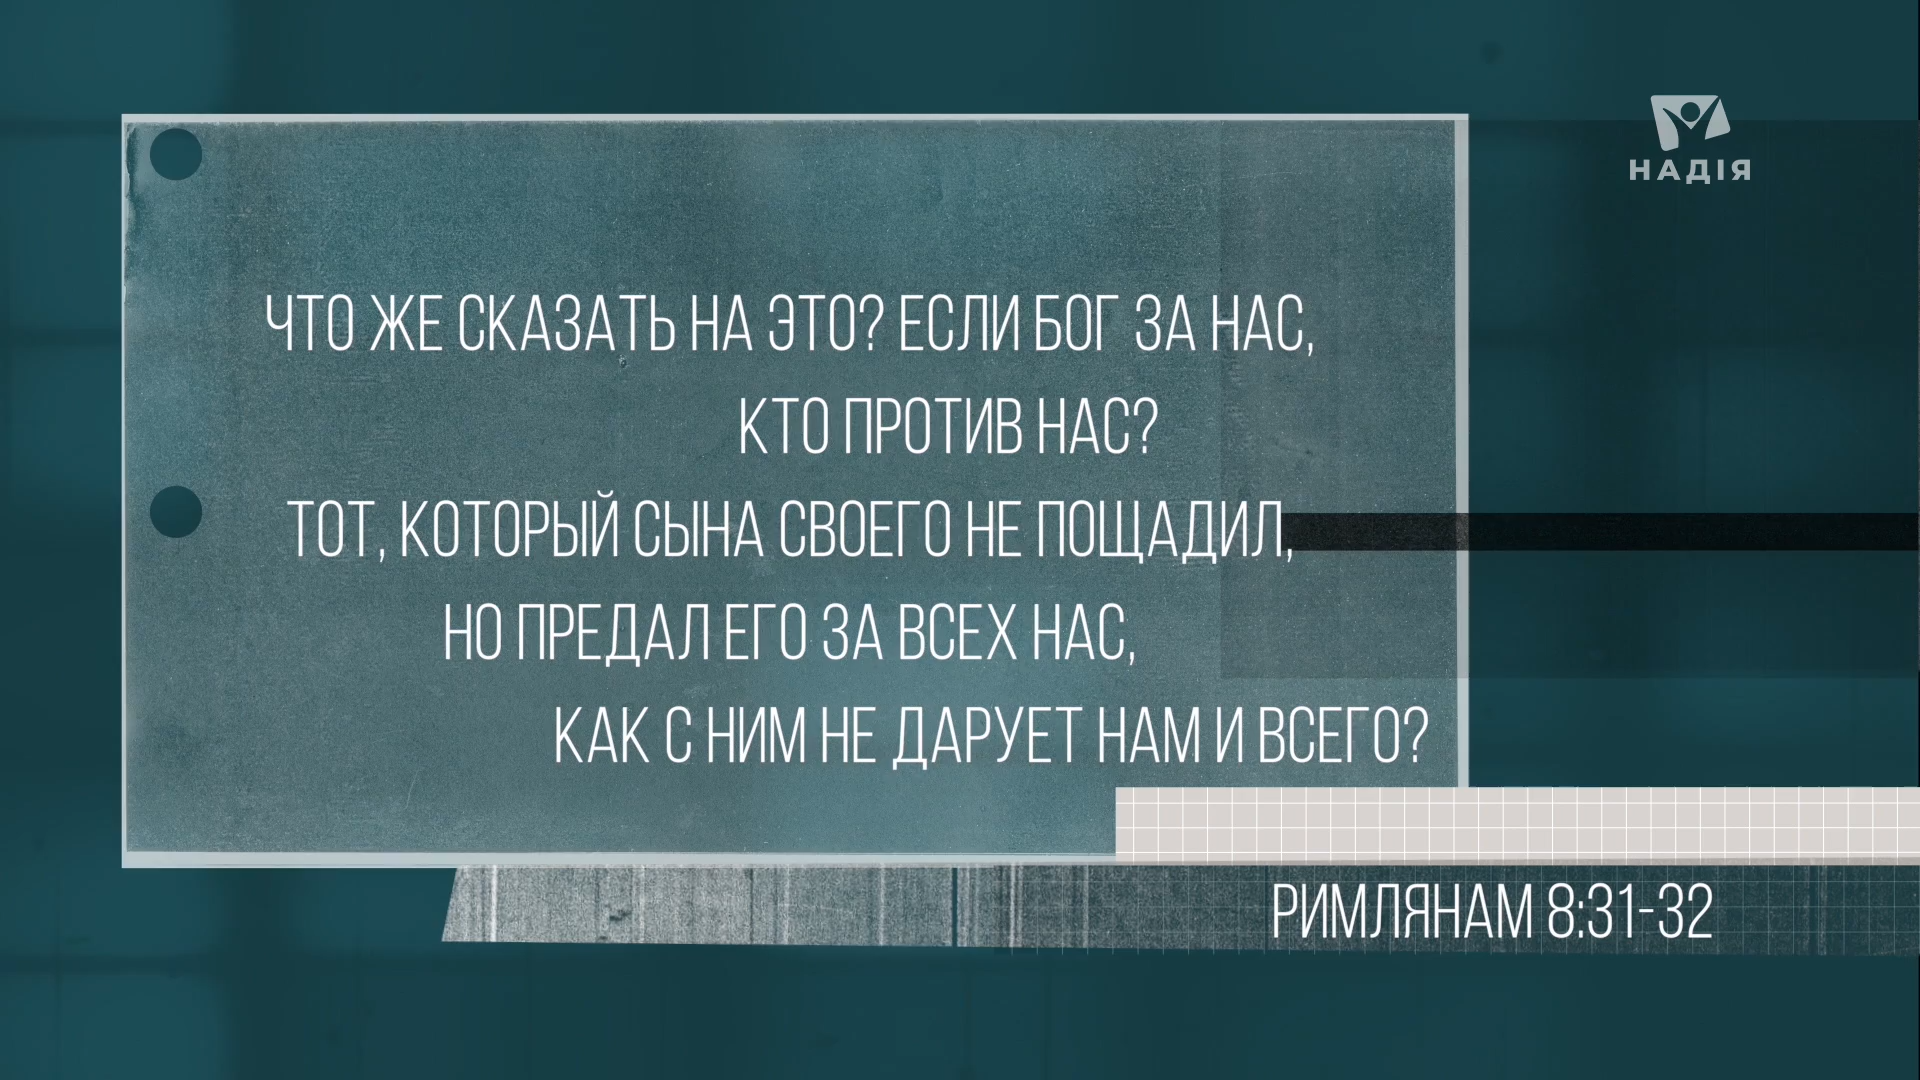 НАДІЯ
ЧТО ЖЕ СКАЗАТЬ НА ЭТО? ЕСЛИ БОГ ЗА НАС,
КТО ПРОТИВ НАС?
ТОТ, КОТОРЫЙ СЫНА СВОЕГО НЕ ПОЩАДИЛ,
НО ПРЕДАЛ ЕГО ЗА ВСЕХ НАС,
КАК С НИМ НЕ ДАРУЕТ НАМ И ВСЕГО?
РИМЛЯНАМ 8:31-32